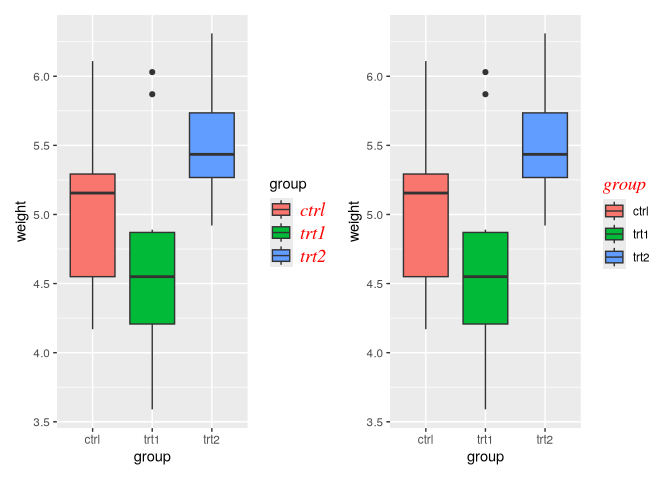 weight
6.0
5.5
5.0
4.5
4.0
3.5
ctrl trt1 trt2
group
group
ctrl
trt1
trt2
weight
6.0
5.5
5.0
4.5
4.0
3.5
ctrl trt1 trt2
group
group
ctrl
trt1
trt2